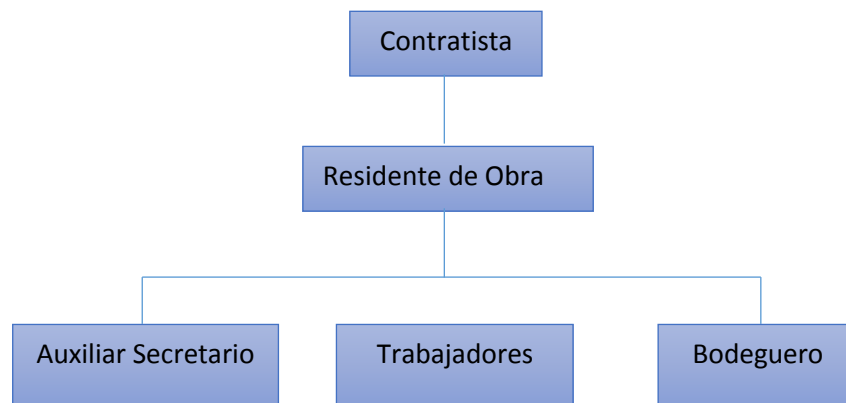 Contratista
Residente de Obra
Auxiliar Secretario
Trabajadores
Bodeguero